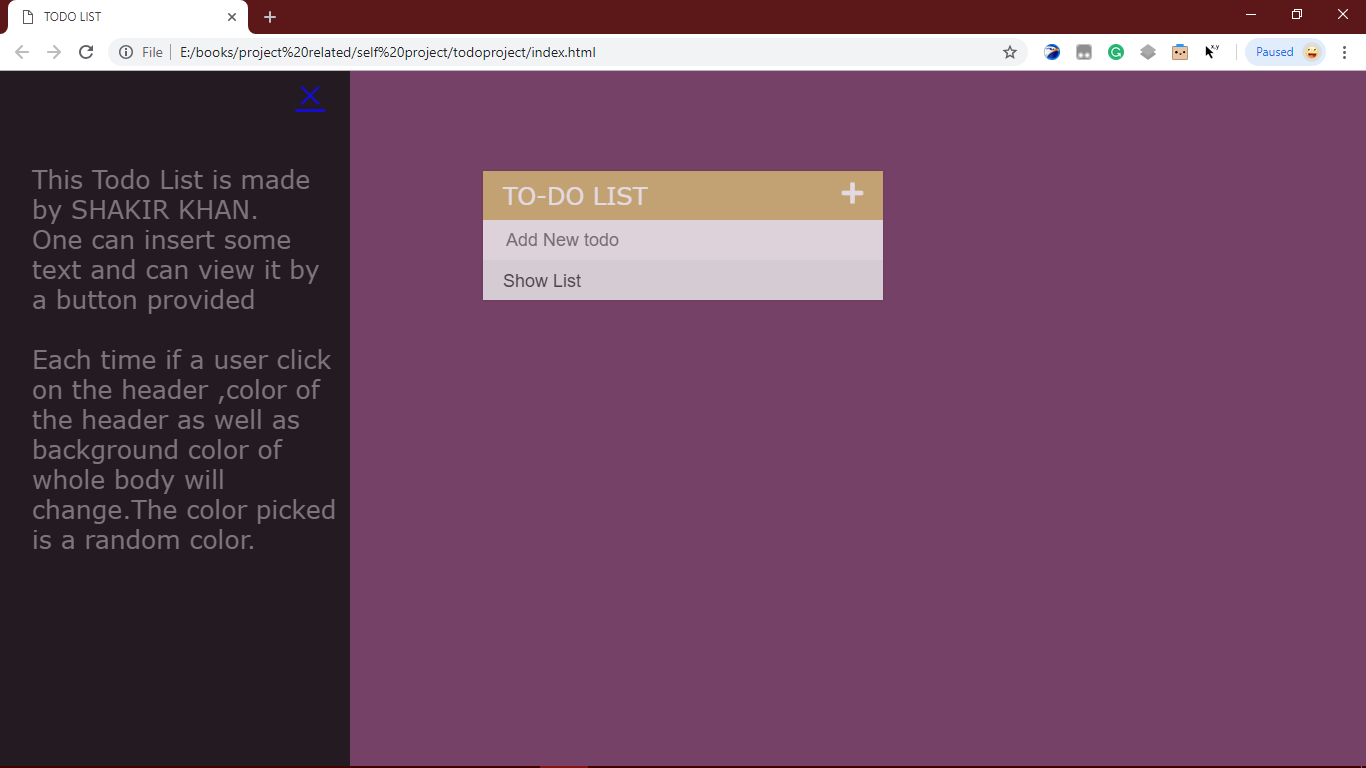 TODO LIST
File
E:/books/project%20related/self%20project/todoproject/index.html
Paused
This Todo List is made
by SHAKIR KHAN.
One can insert some
text and can view it by
a button provided
Each time if a user click
on the header ,color of
the header as well as
background color of
whole body will
change.The color picked
is a random color.
TO-DO LIST
Add New todo
Show List